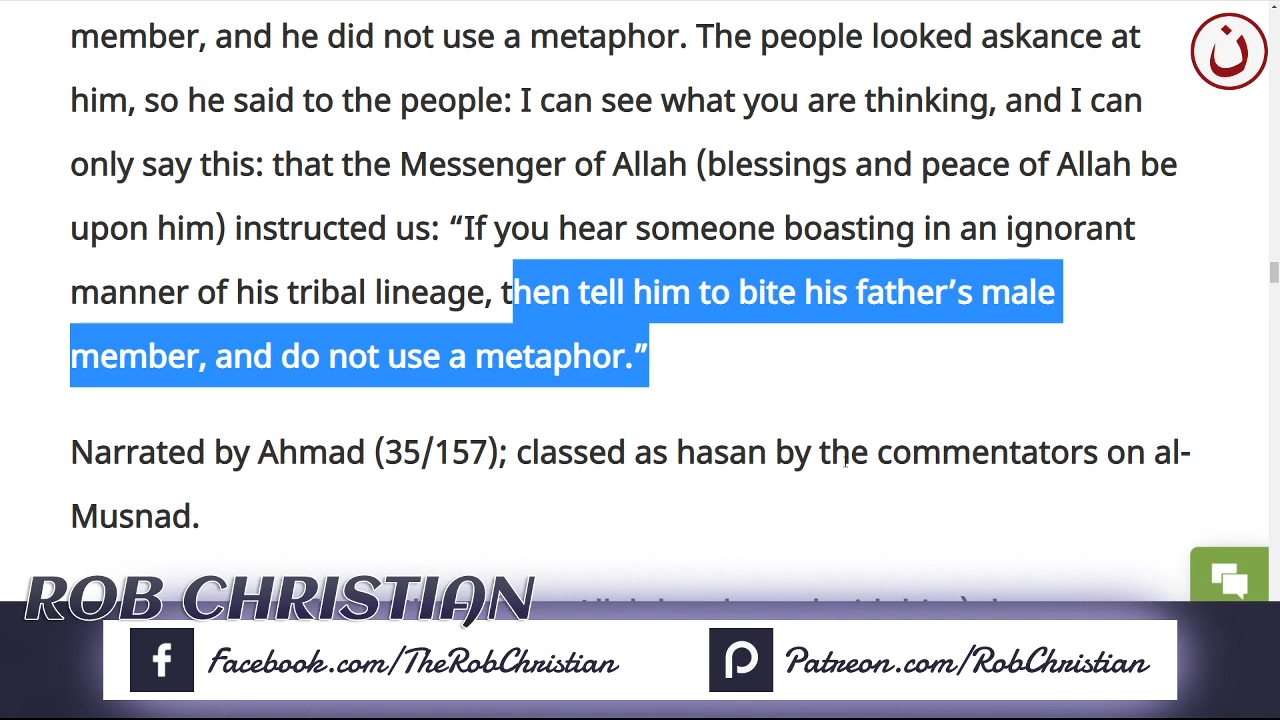 member, and he did not use a metaphor. The people looked askance at
him, so he said to the people: I can see what you are thinking, and I can
only say this: that the Messenger of Allah (blessings and peace of Allah be
upon him) instructed us: “If you hear someone boasting in an ignorant
manner of his tribal lineage, then tell him to bite his father’s male
member, and do not use a metaphor.”
Narrated by Ahmad (35/157); classed as hasan by the commentators on al-
Musnad.
ن
ROB CHRISTIAN
Facebook.com/TheRobChristian
Patreon.com/RobChristian